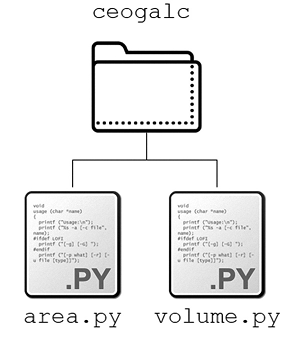 ceogalc
void
usage (char *name)
{
printf ("Usage:\n");
printf ("%s -a [-c file",
name);
#ifdef LOFI
printf ("[-g] [-G] ");
#endif
printf ("[-p what] [-r] [-
u file [type]]");
.PY
void
usage (char *name)
{
printf ("Usage:\n");
printf ("%s -a [-c file",
name);
#ifdef LOFI
printf ("[-g] [-G] ");
#endif
printf ("[-p what] [-r] [-
u file [type]]");
.PY
area.py
volume.py